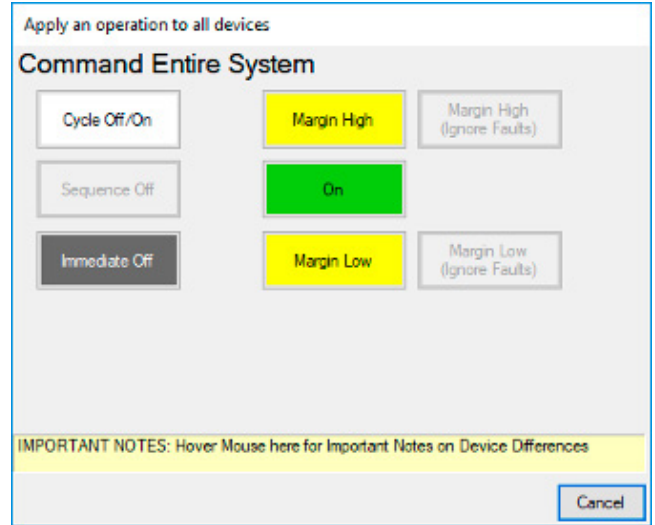 Apply an operation to all devices
Command Entire System
Cycle Off/On
Margin High
Margin High
(Ignore Faults)
Sequence Off
On
Immediate Off
Margin Low
Margin Low
(Ignore Faults)
IMPORTANT NOTES: Hover Mouse here for Important Notes on Device Differences
Cancel